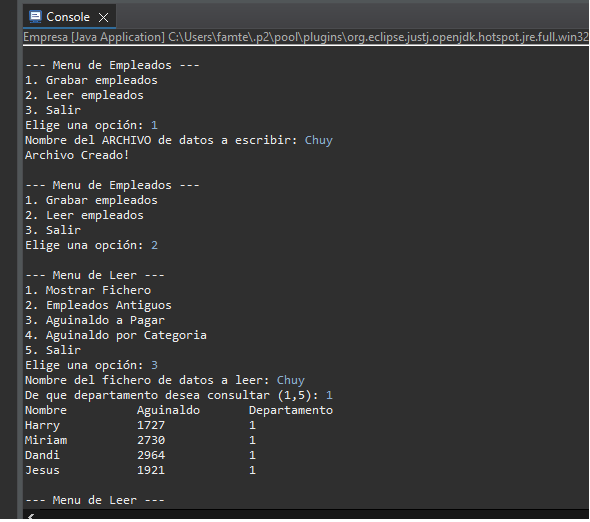 Console
Empresa [Java Application] C:\Users\famte\.p2\pool\plugins\org.eclipse.justj.openjdk.hotspot.jre.full.win32
--- Menu de Empleados ---
1. Grabar empleados
2. Leer empleados
3. Salir
Elige una opción: 1
Nombre del ARCHIVO de datos a escribir: Chuy
Archivo Creado!
--- Menu de Empleados ---
1. Grabar empleados
2. Leer empleados
3. Salir
Elige una opción: 2
--- Menu de Leer ---
1. Mostrar Fichero
2. Empleados Antiguos
3. Aguinaldo a Pagar
4. Aguinaldo por Categoria
5. Salir
Elige una opción: 3
Nombre del fichero de datos a leer: Chuy
De que departamento desea consultar (1,5): 1
Nombre Aguinaldo Departamento
Harry 1727 1
Miriam 2730 1
Dandi 2964 1
Jesus 1921 1
--- Menu de Leer ---